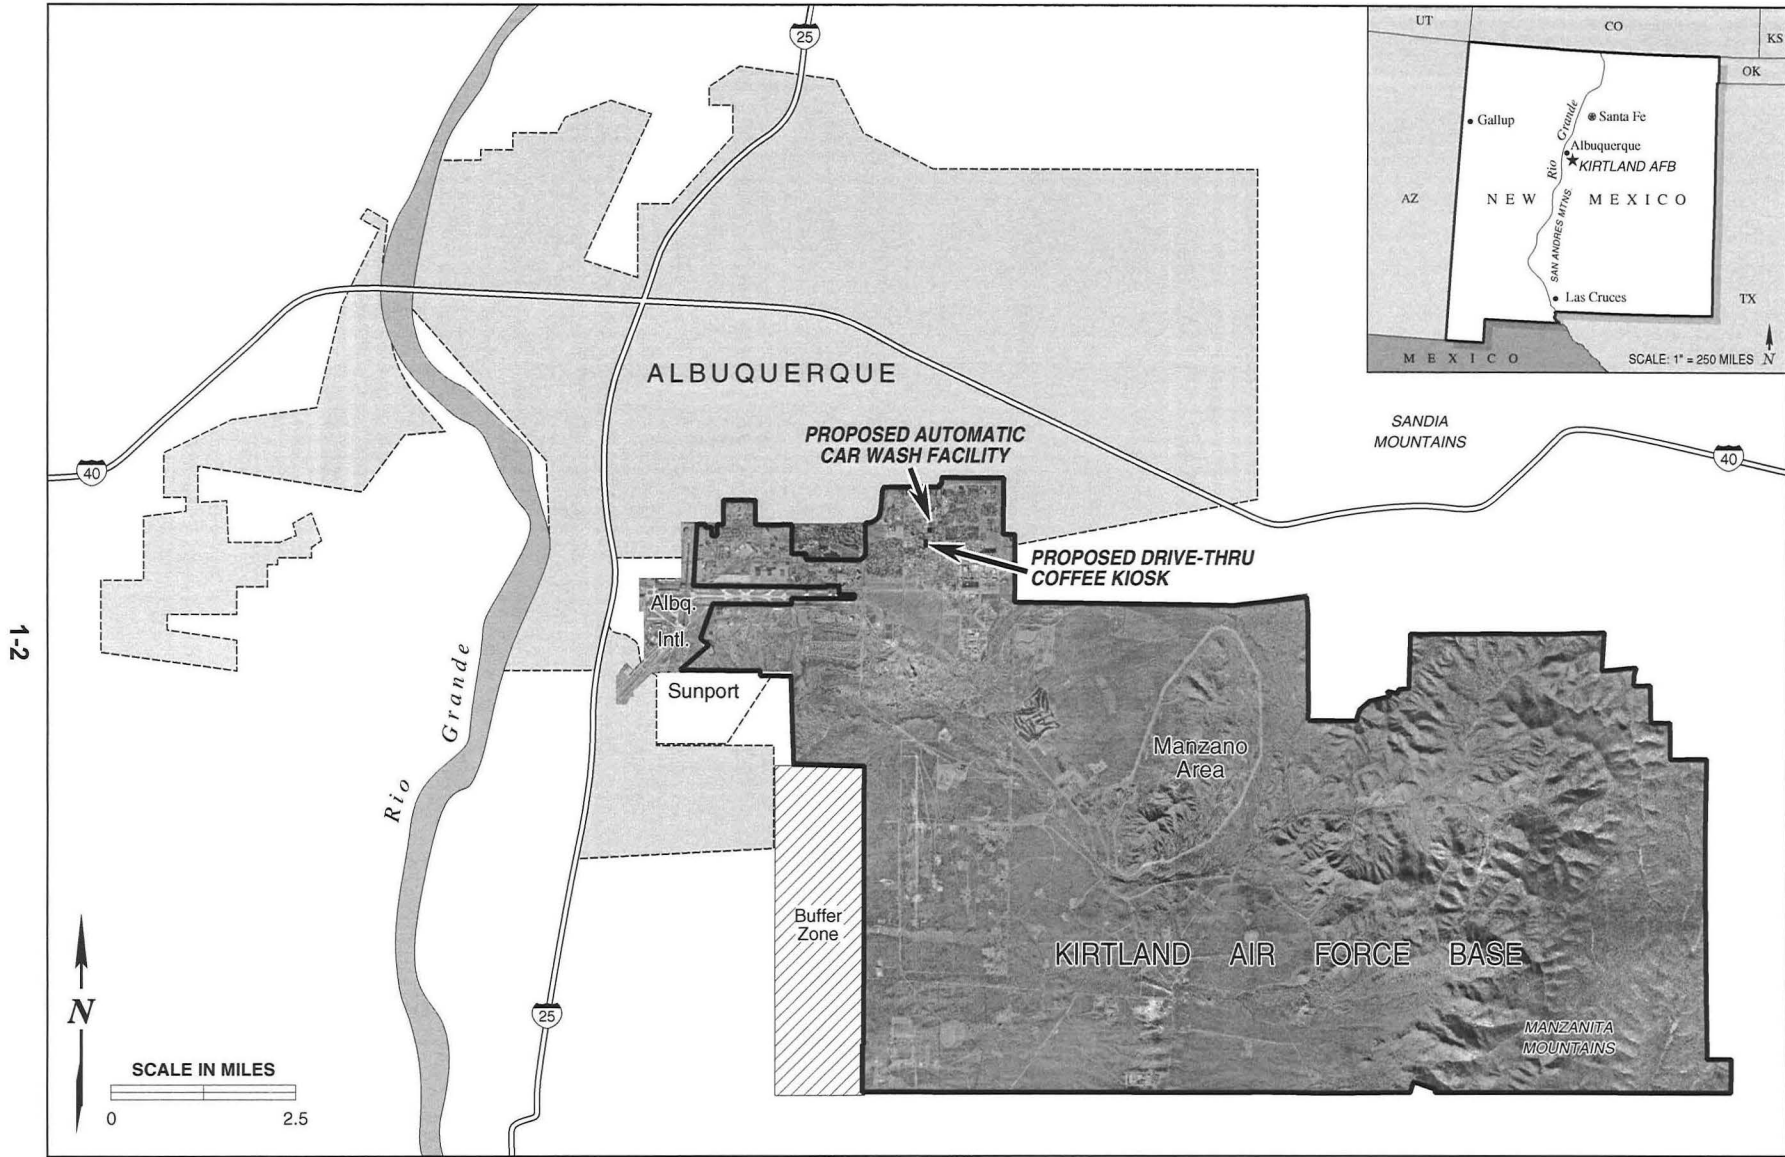 25
UT
CO
KS
OK
Gallup
Santa Fe
Rio Grande
Albuquerque
KIRTLAND AFB
AZ
NEW MEXICO
SAN ANDRES MTNS.
Las Cruces
TX
MEXICO
SCALE: 1" = 250 MILES
N
ALBUQUERQUE
SANDIA
MOUNTAINS
PROPOSED AUTOMATIC
CAR WASH FACILITY
40
40
PROPOSED DRIVE-THRU
COFFEE KIOSK
Albq.
Intl.
Sunport
1-2
Rio Grande
Manzano
Area
Buffer
Zone
KIRTLAND AIR FORCE BASE
N
25
MANZANITA
MOUNTAINS
SCALE IN MILES
0 2.5